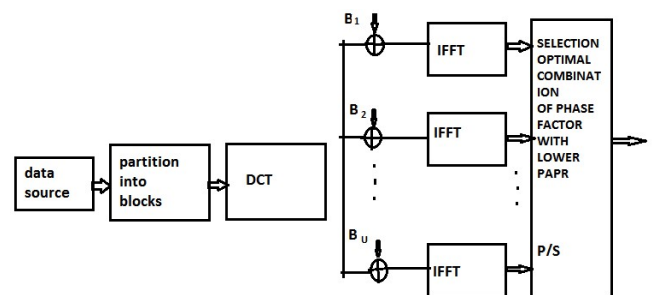 data
source
partition
into
blocks
DCT
B1
IFFT
B2
IFFT
BU
IFFT
SELECTION
OPTIMAL
COMBINAT
ION
OF PHASE
FACTOR
WITH
LOWER
PAPR
P/S